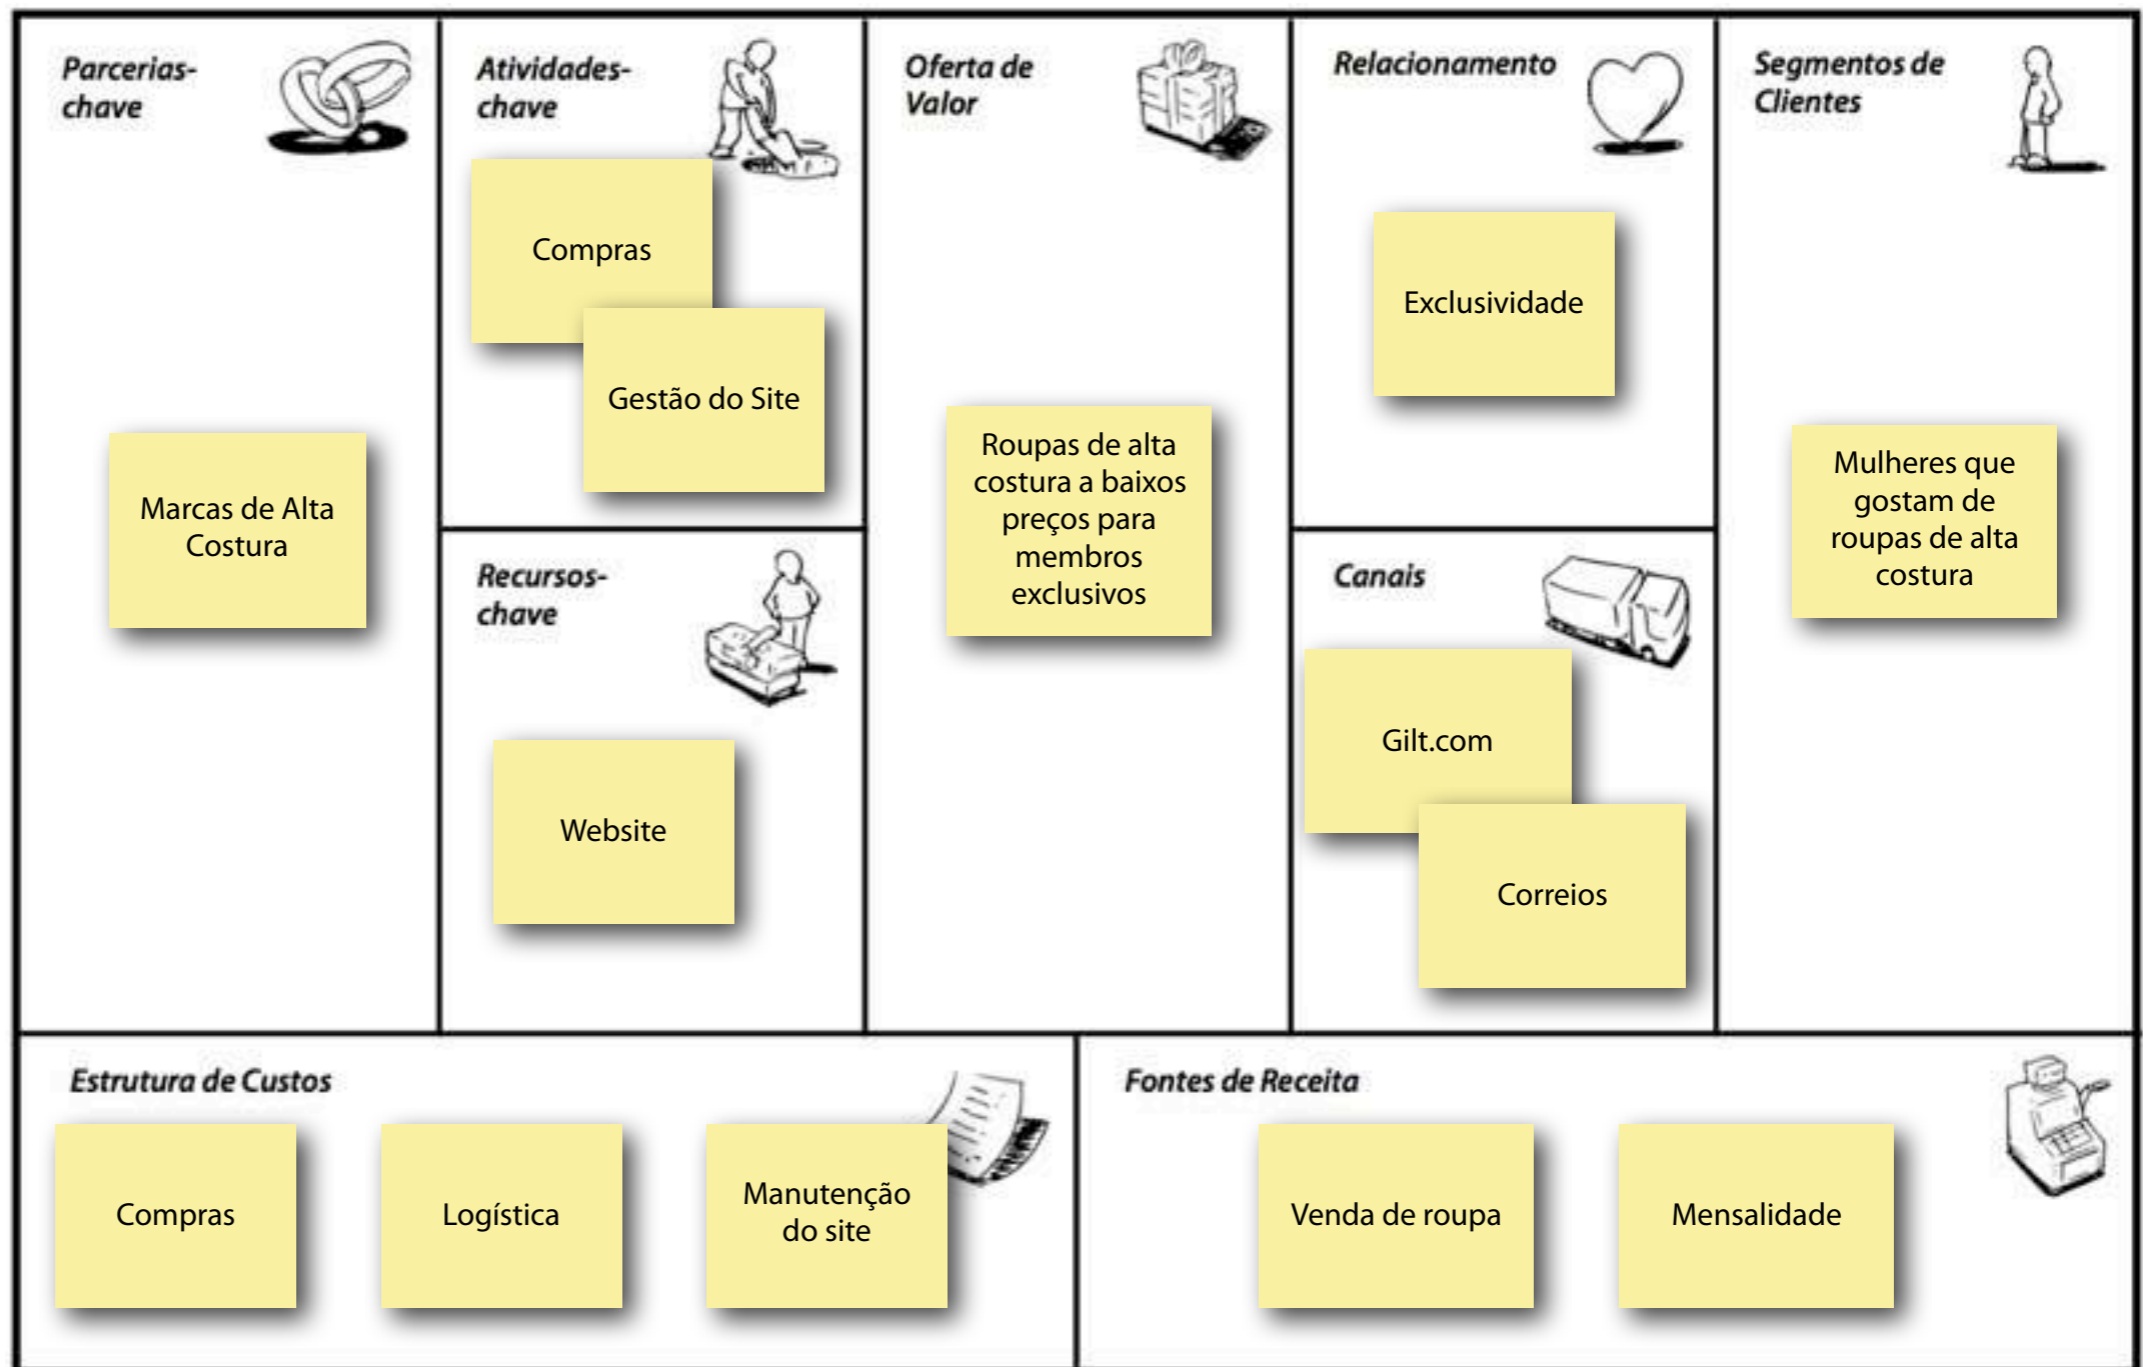 Parcerias-
chave
Marcas de Alta
Costura
Atividades-
chave
Compras
Gestão do Site
Recursos-
chave
Website
Oferta de
Valor
Roupas de alta
costura a baixos
preços para
membros
exclusivos
Relacionamento
Exclusividade
Canais
Gilt.com
Correios
Segmentos de
Clientes
Mulheres que
gostam de
roupas de alta
costura
Estrutura de Custos
Compras
Logística
Manutenção
do site
Fontes de Receita
Venda de roupa
Mensalidade